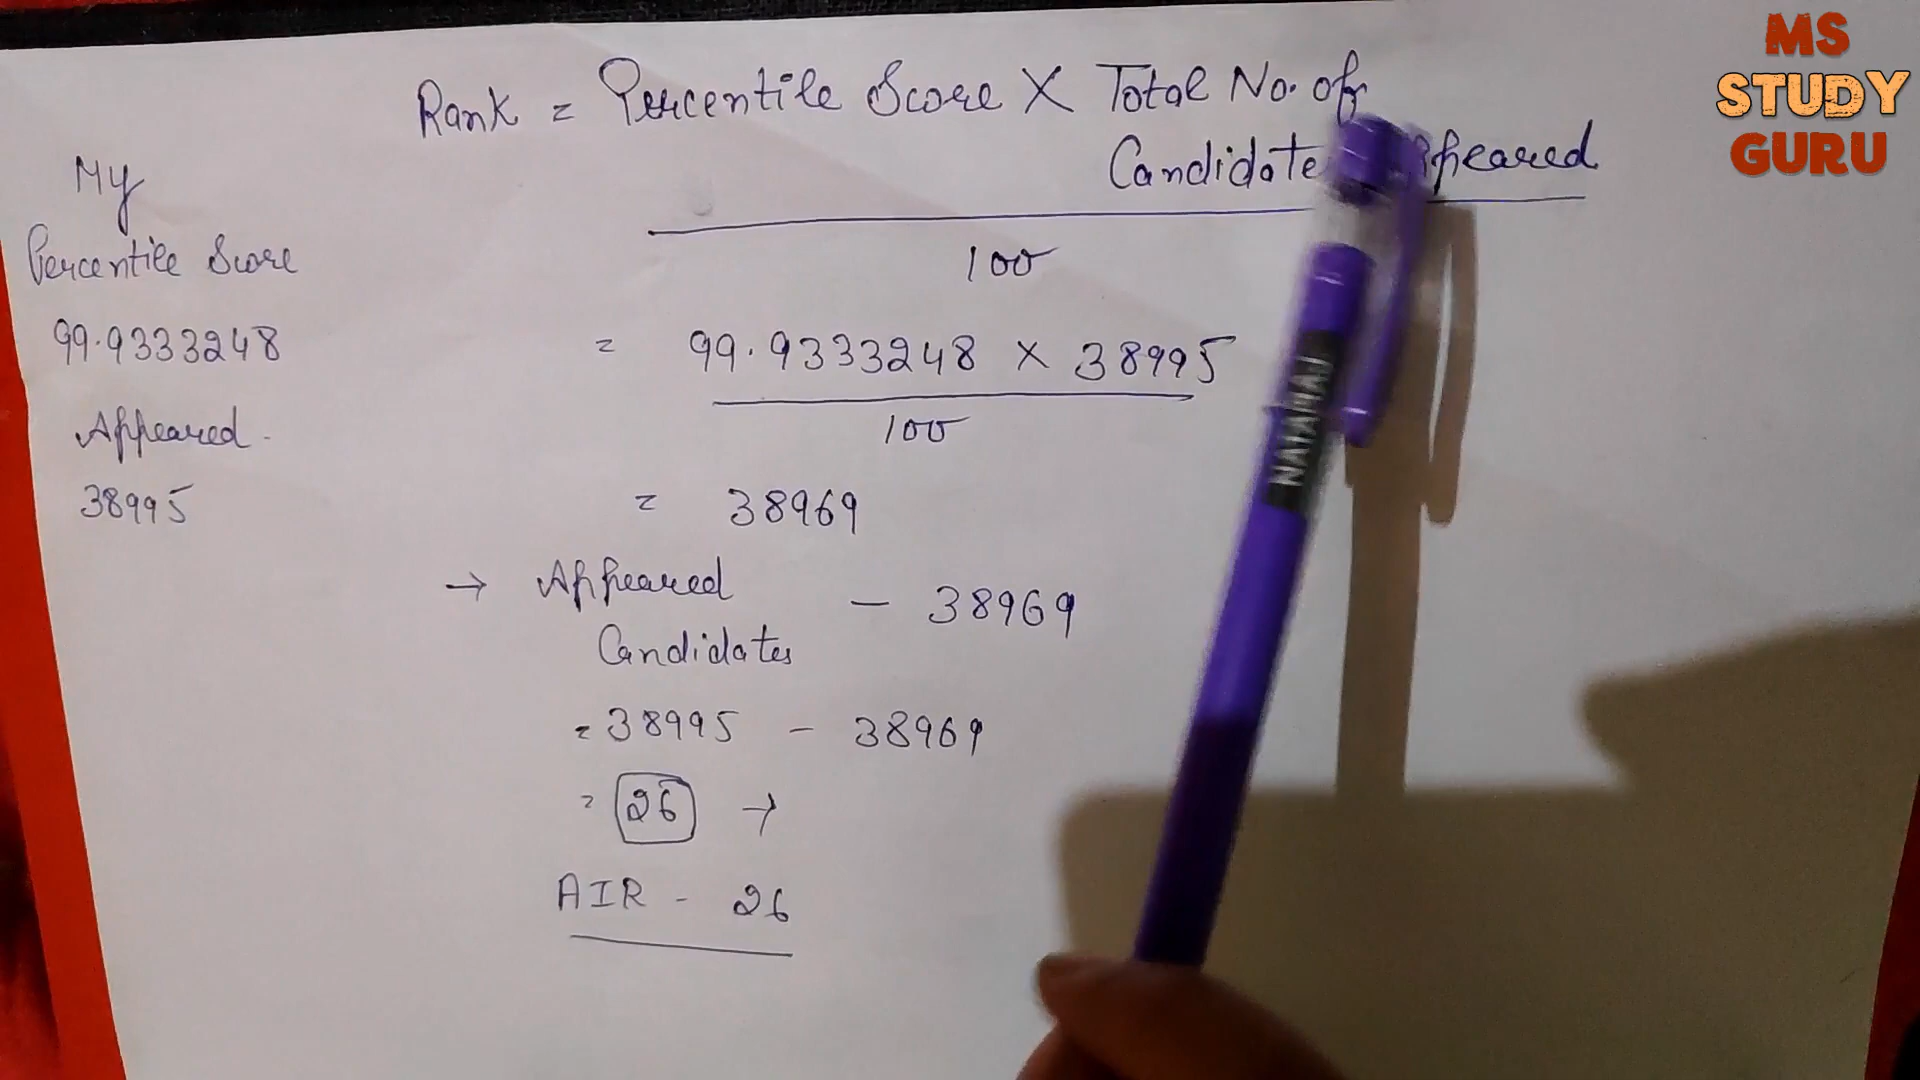 MS
STUDY
GURU
Rank = Percentile Score X Total No. of
Candidate
100
My
Percentile Score
99.9333248
Appeared
38995
= 99.9333248 X 38995
100
= 38969
→ Appeared
Candidates
- 38969
= 38995 - 38969
= 26 →
AIR - 26
NATARAJ